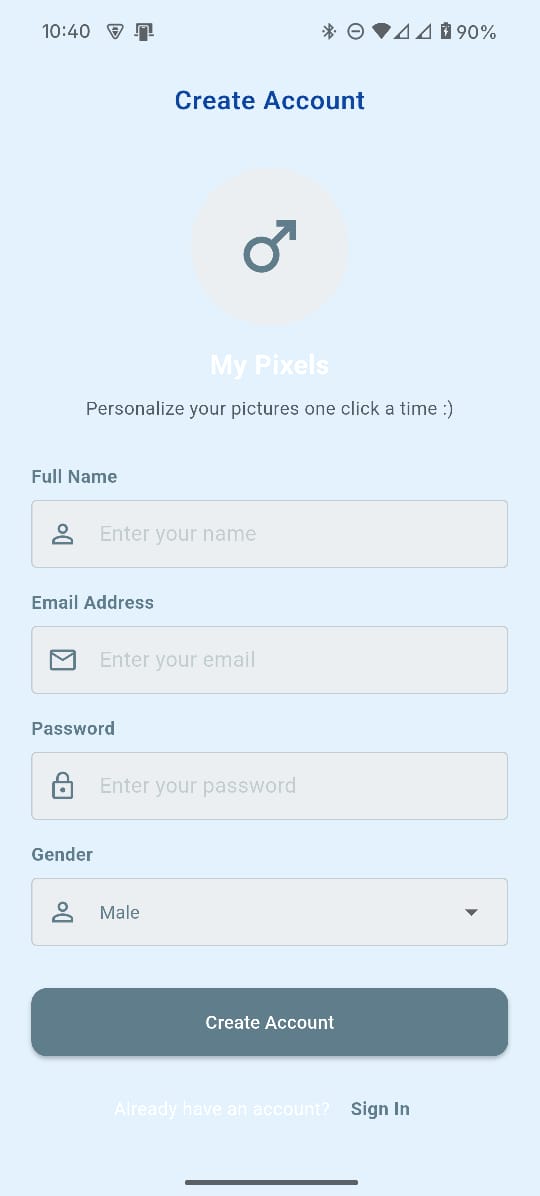 10:40
90%
Create Account
My Pixels
Personalize your pictures one click a time :)
Full Name
Enter your name
Email Address
Enter your email
Password
Enter your password
Gender
Male
Create Account
Already have an account? Sign In